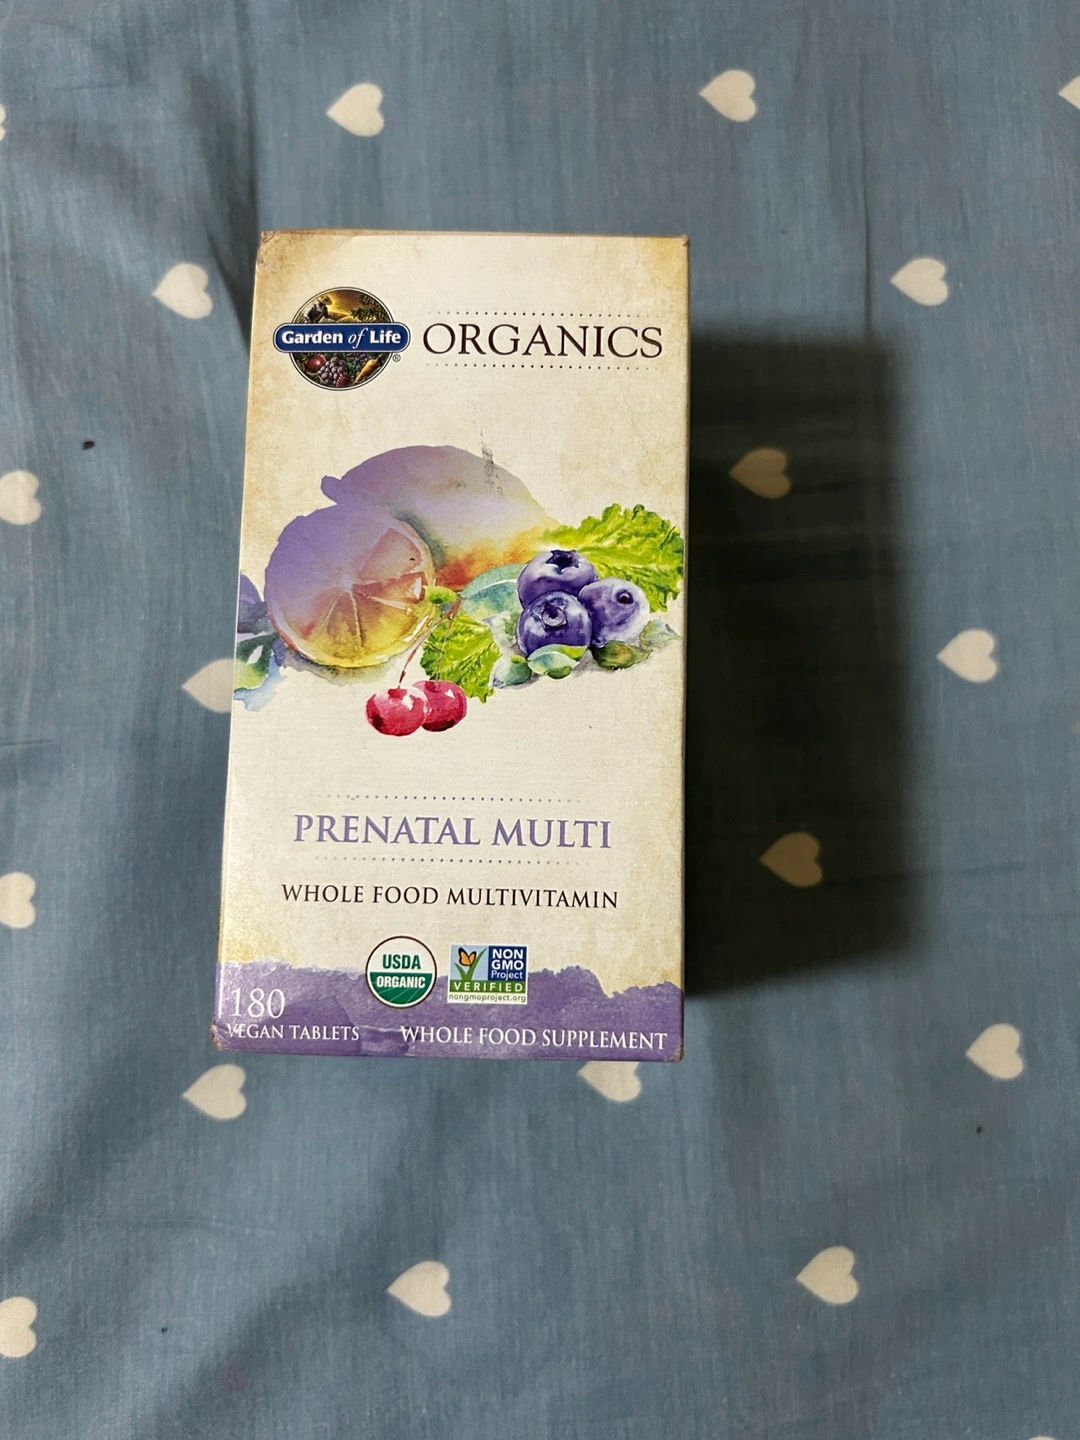 Garden of Life®
ORGANICS
PRENATAL MULTI
WHOLE FOOD MULTIVITAMIN
USDA
ORGANIC
NON
GMO
Project
VERIFIED
nongmoproject.org
180
VEGAN TABLETS
WHOLE FOOD SUPPLEMENT